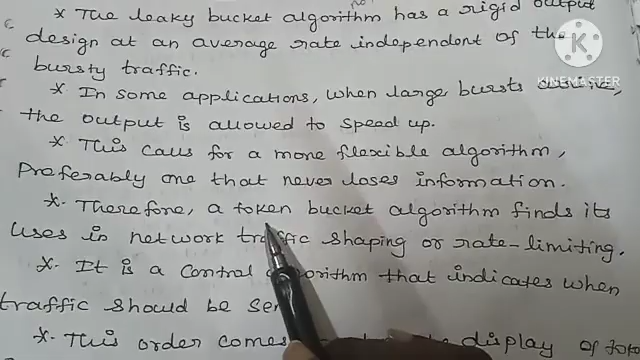 * The leaky bucket algorithm has a rigid output
design at an average rate independent of the
bursty traffic.
* In some applications, when large bursts
the output is allowed to speed up.
* This calls for a more flexible algorithm,
Preferably one that never loses information.
* Therefore, a token bucket algorithm finds its
uses in network traffic shaping or rate-limiting.
* It is a control algorithm that indicates when
traffic should be
* This order comes display of
KINEMASTER